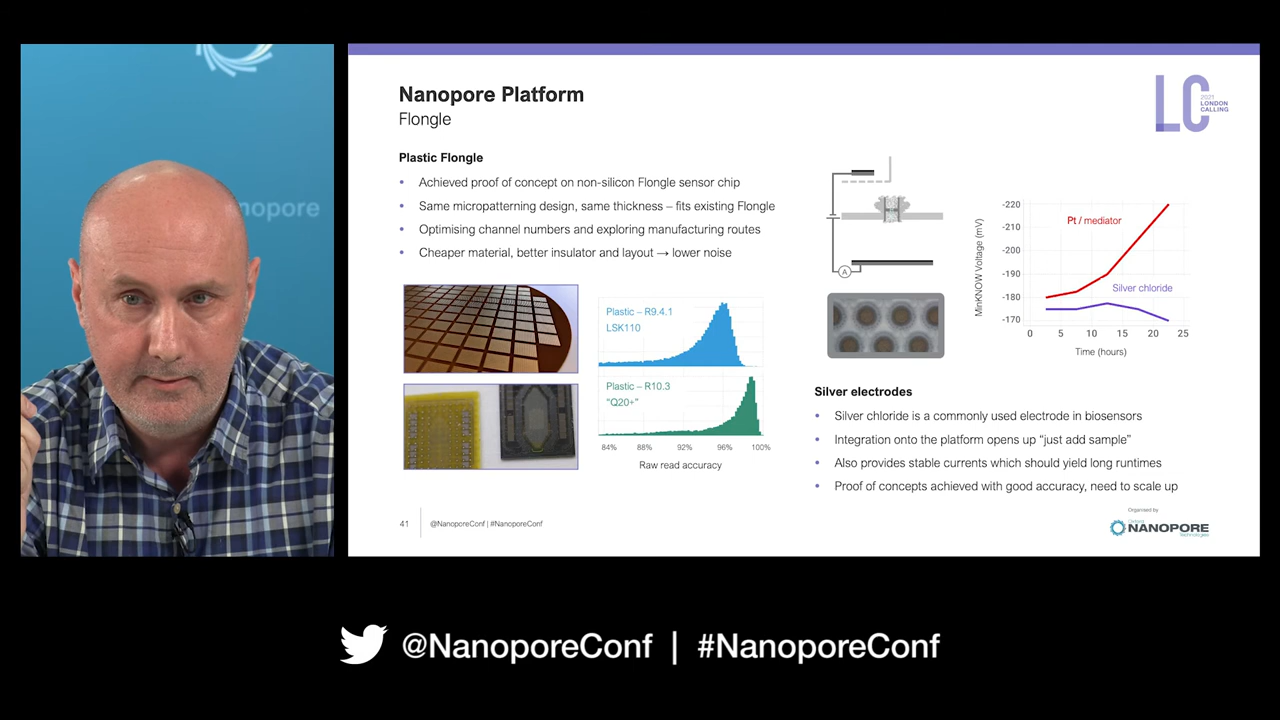 nopore
Nanopore Platform
Flongle
LC
2021
LONDON
CALLING
Plastic Flongle
• Achieved proof of concept on non-silicon Flongle sensor chip
• Same micropatterning design, same thickness – fits existing Flongle
• Optimising channel numbers and exploring manufacturing routes
• Cheaper material, better insulator and layout → lower noise
Plastic – R9.4.1
LSK110
Plastic – R10.3
"Q20+"
84% 88% 92% 96% 100%
Raw read accuracy
A
MinKNOW Voltage (mV)
-220
-210
-200
-190
-180
-170
Pt / mediator
Silver chloride
0 5 10 15 20 25
Time (hours)
Silver electrodes
• Silver chloride is a commonly used electrode in biosensors
• Integration onto the platform opens up "just add sample"
• Also provides stable currents which should yield long runtimes
• Proof of concepts achieved with good accuracy, need to scale up
41
@NanoporeConf | #NanoporeConf
Organised by
Oxford
NANOPORE
Technologies
@NanoporeConf | #NanoporeConf